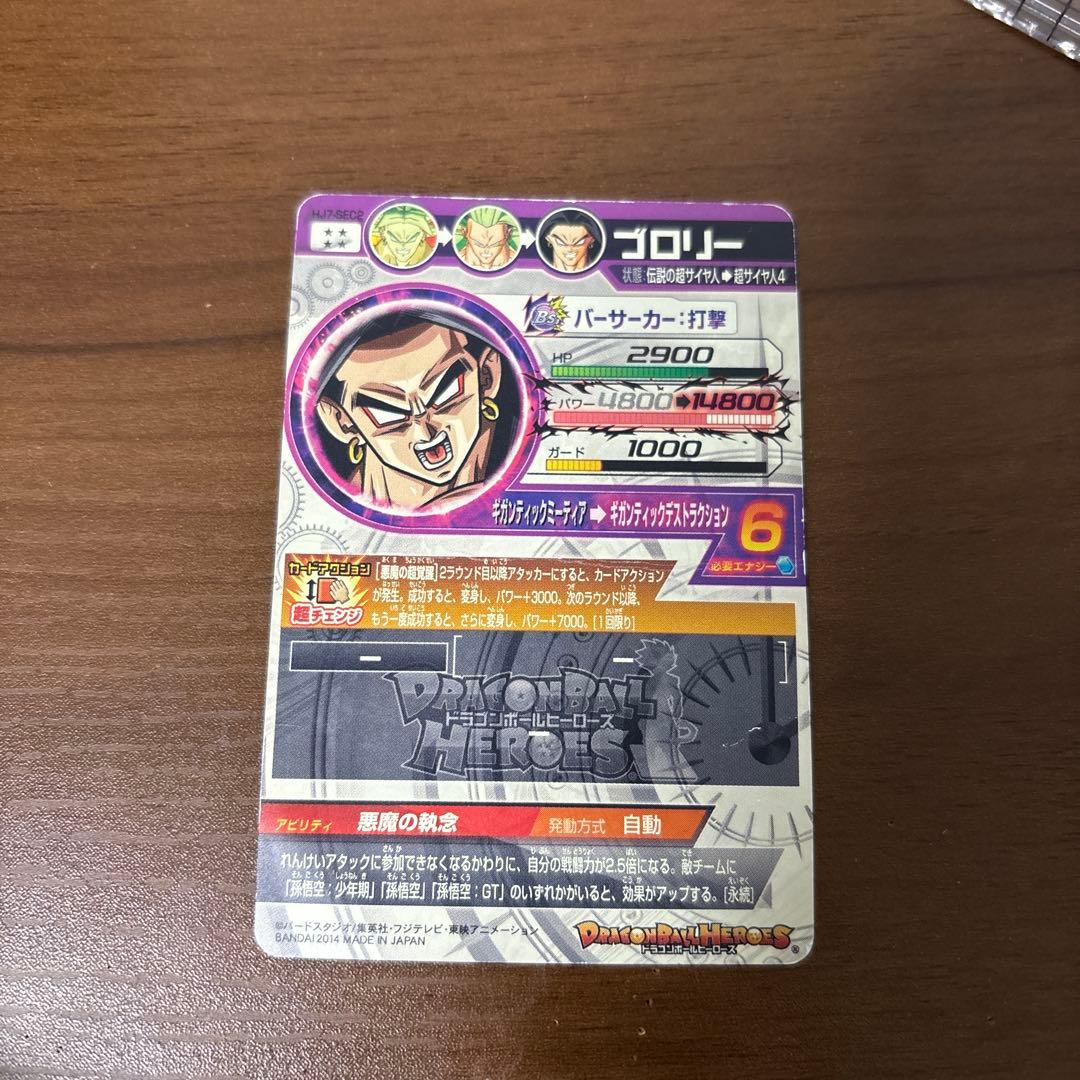 HJ7-SEC2
ブロリー
状態:伝説の超サイヤ人➡超サイヤ人4
BS
バーサーカー:打撃
HP 2900
パワー 4800➡14800
ガード 1000
ギガンティックミーティア➡ギガンティックデストラクション
6
必要エナジー
カードアクション
超チェンジ
[悪魔の超覚醒]2ラウンド目以降アタッカーにすると、カードアクション
が発生。成功すると、変身し、パワー+3000。次のラウンド以降、
もう一度成功すると、さらに変身し、パワー+7000。[1回限り]
DRAGONBALL
ドラゴンボールヒーローズ
HEROES
アビリティ 悪魔の執念 発動方式 自動
れんけいアタックに参加できなくなるかわりに、自分の戦闘力が2.5倍になる。敵チームに
「孫悟空:少年期」「孫悟空」「孫悟空:GT」のいずれかがいると、効果がアップする。[永続]
©バードスタジオ/集英社・フジテレビ・東映アニメーション
BANDAI 2014 MADE IN JAPAN
DRAGONBALL HEROES
ドラゴンボールヒーローズ
®